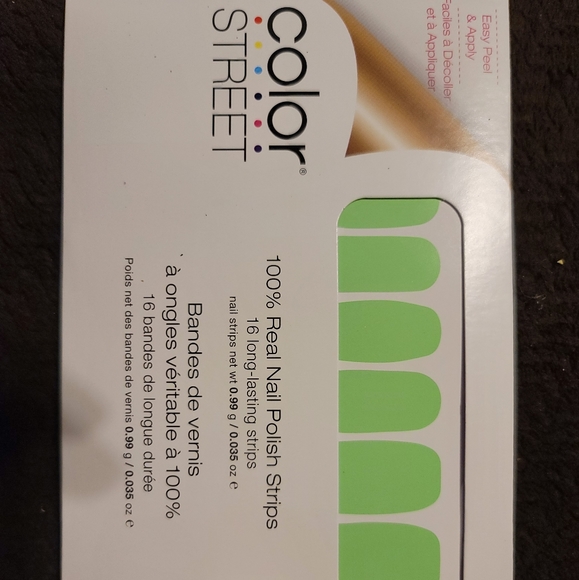 Easy Peel
& Apply
Faciles à Décoller
et à Appliquer
color®
STREET
100% Real Nail Polish Strips
16 long-lasting strips
nail strips net wt 0.99 g / 0.035 oz e
Bandes de vernis
à ongles véritable à 100%
16 bandes de longue durée
Poids net des bandes de vernis 0.99 g / 0.035 oz e